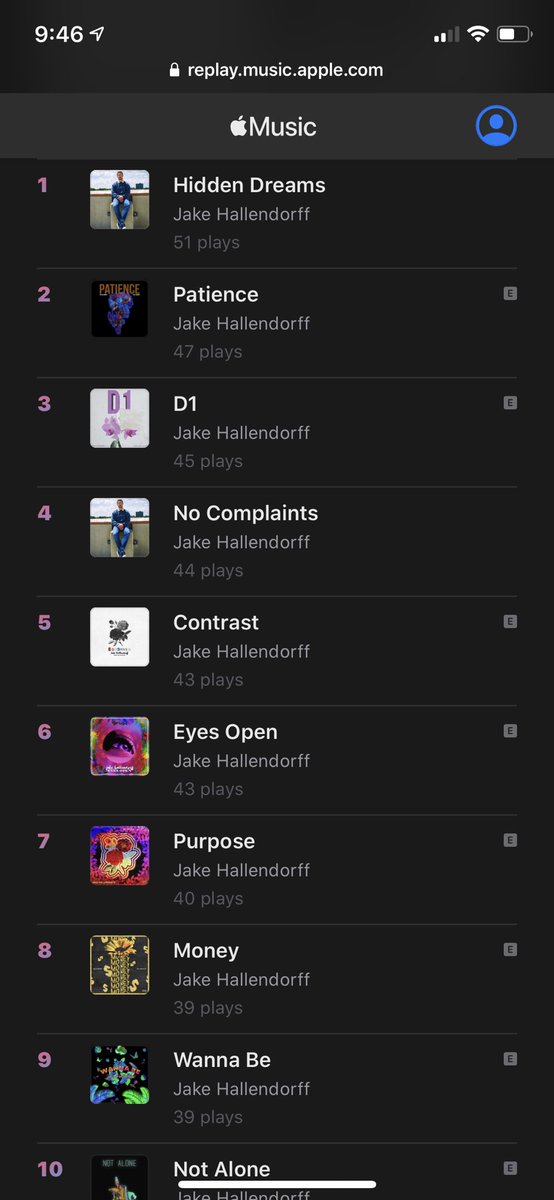 9:46
replay.music.apple.com
Music
1
Hidden Dreams
Jake Hallendorff
51 plays
2
PATIENCE
Patience
E
Jake Hallendorff
47 plays
3
D1
D1
E
Jake Hallendorff
45 plays
4
No Complaints
Jake Hallendorff
44 plays
5
Contrast
E
Jake Hallendorff
43 plays
6
Eyes Open
E
Jake Hallendorff
43 plays
7
Purpose
E
Jake Hallendorff
40 plays
8
Money
E
Jake Hallendorff
39 plays
9
WANNA BE
Wanna Be
E
Jake Hallendorff
39 plays
10
NOT ALONE
Not Alone
E
Jake Hallendorff